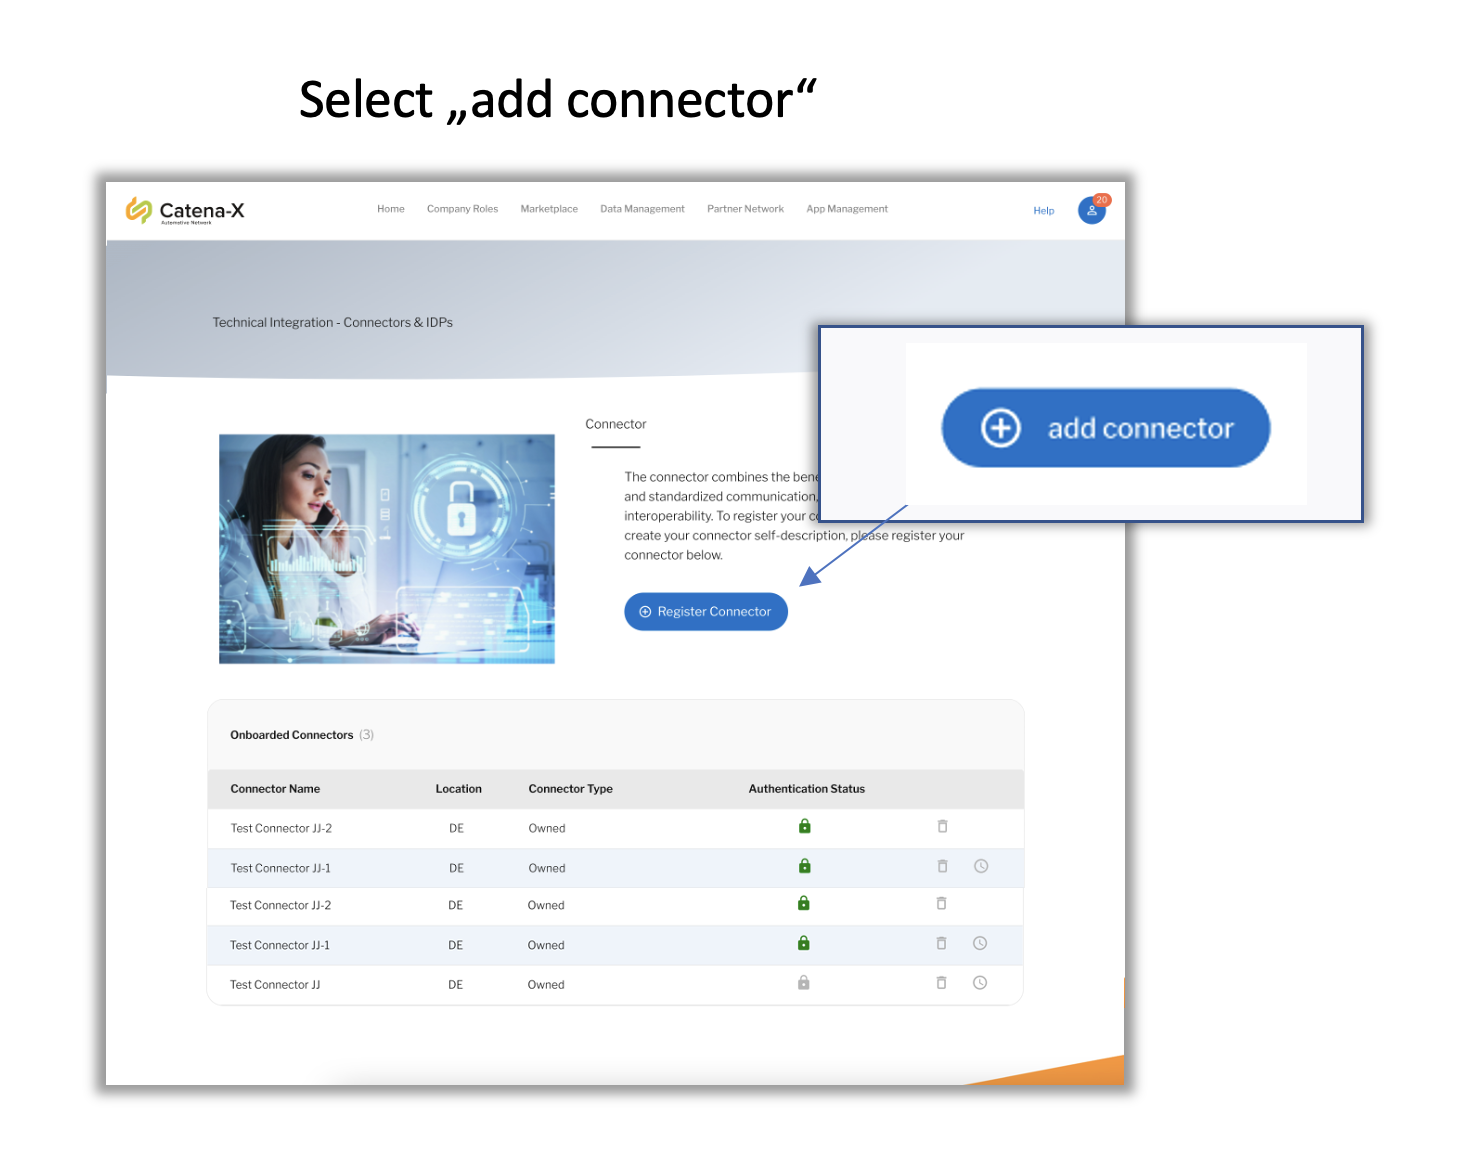 Select „add connector“
Catena-X
Automotive Network
Home Company Roles Marketplace Data Management Partner Network App Management
Help
20
Technical Integration - Connectors & IDPs
add connector
Connector
The connector combines the
and standardized communication,
interoperability. To register your
create your connector self-description, please register your
connector below.
Register Connector
Onboarded Connectors (3)
Connector Name Location Connector Type Authentication Status
Test Connector JJ-2 DE Owned
Test Connector JJ-1 DE Owned
Test Connector JJ-2 DE Owned
Test Connector JJ-1 DE Owned
Test Connector JJ DE Owned